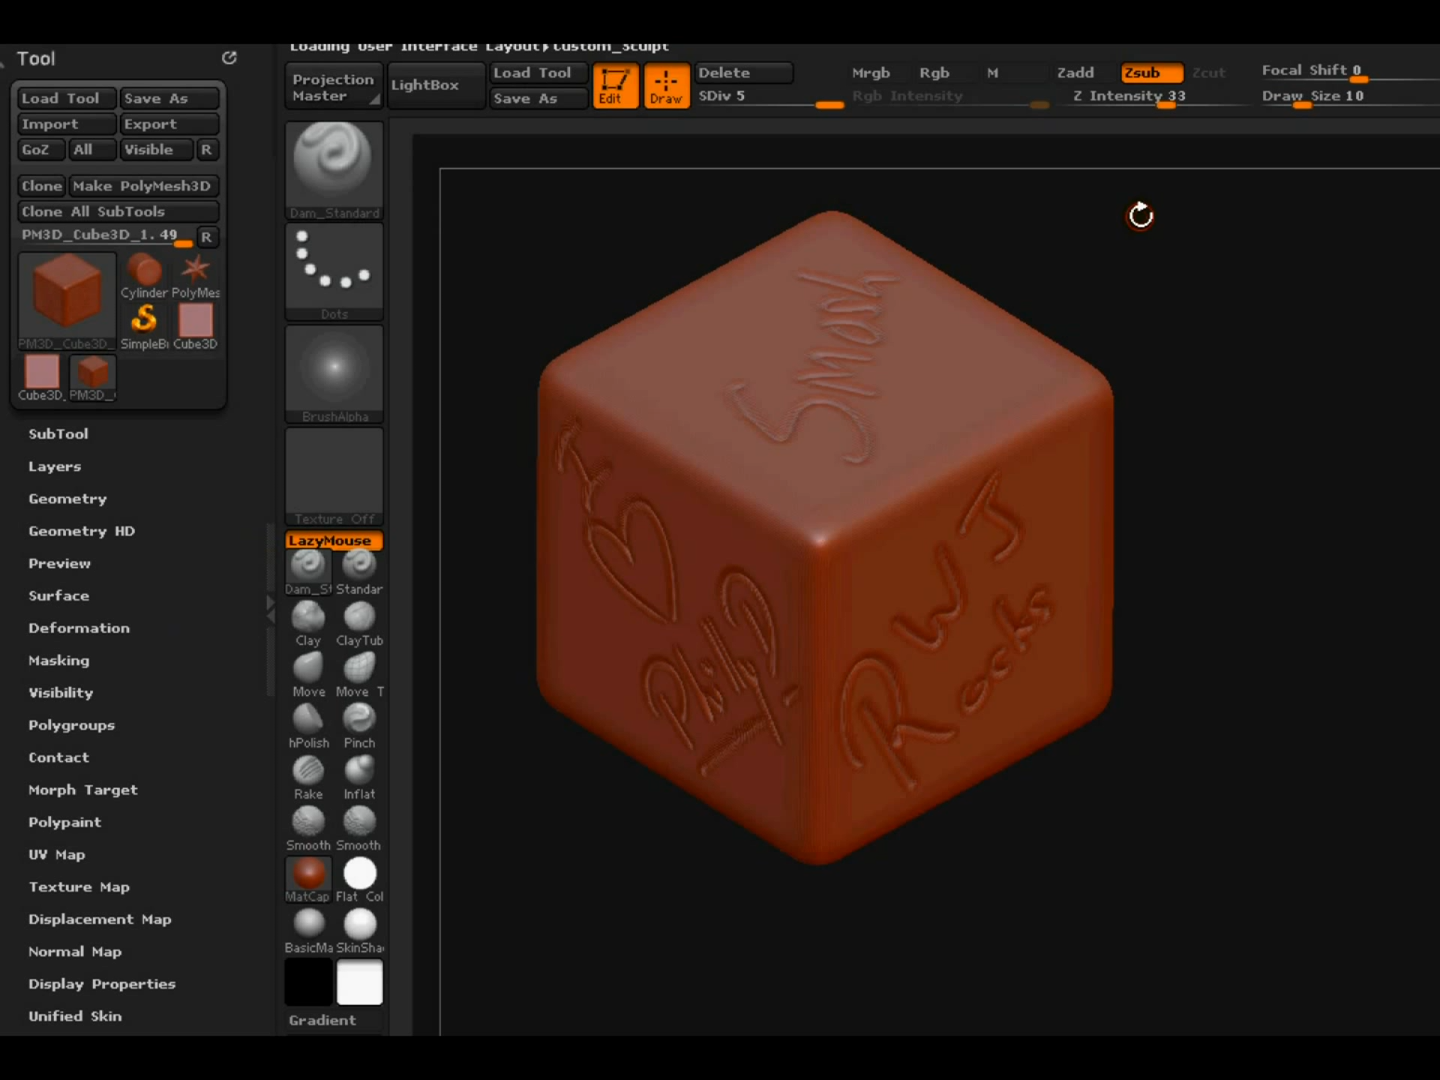 Loading User Interface Layout▸Custom_Sculpt
Tool
Projection Master
LightBox
Load Tool
Save As
Edit
Draw
Delete
SDiv 5
Mrgb
Rgb
M
Rgb Intensity
Zadd
Zsub
Zcut
Z Intensity 33
Focal Shift 0
Draw Size 10
Load Tool
Save As
Import
Export
GoZ
All
Visible
R
Clone
Make PolyMesh3D
Clone All SubTools
PM3D_Cube3D_1. 49
R
Cylinder
PolyMes
PM3D_Cube3D_
SimpleB
Cube3D
Cube3D_
PM3D_
SubTool
Layers
Geometry
Geometry HD
Preview
Surface
Deformation
Masking
Visibility
Polygroups
Contact
Morph Target
Polypaint
UV Map
Texture Map
Displacement Map
Normal Map
Display Properties
Unified Skin
Dam_Standard
Dots
BrushAlpha
Texture Off
LazyMouse
Dam_St
Standar
Clay
ClayTub
Move
Move T
hPolish
Pinch
Rake
Inflat
Smooth
Smooth
MatCap
Flat Col
BasicMa
SkinSha
Gradient
I
Philly
RWJ
Rocks